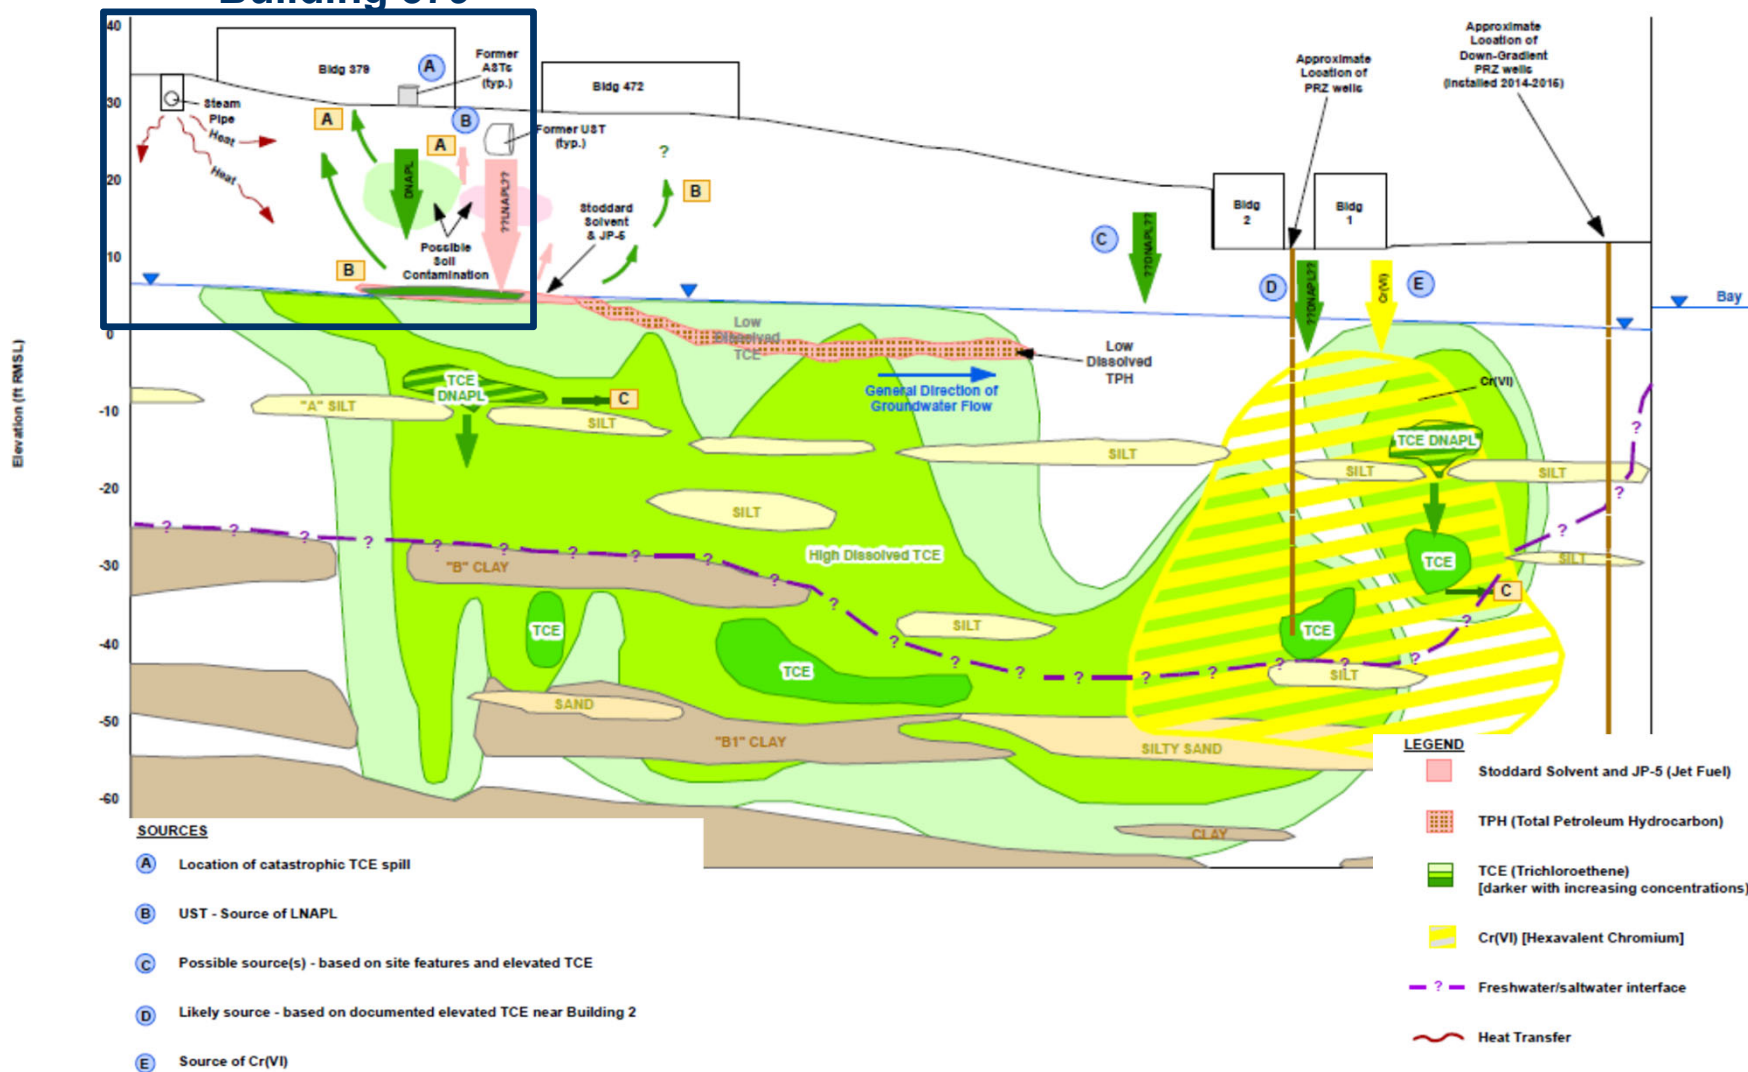 40
30
20
10
0
-10
-20
-30
-40
-50
-60
Elevation (ft RMSL)
Bldg 379
A
Former
ASTs
(typ.)
Steam
Pipe
Heat
Heat
A
B
A
Former UST
(typ.)
Bldg 472
DNAPL
??LNAPL??
Possible
Soil
Contamination
B
Stoddard
Solvent
& JP-5
?
B
Approximate
Location of
PRZ wells
Approximate
Location of
Down-Gradient
PRZ wells
(Installed 2014-2016)
Bldg
2
Bldg
1
C
??DNAPL??
D
??DNAPL??
Cr(VI)
E
Bay
Low
Dissolved
TCE
Low
Dissolved
TPH
General Direction of
Groundwater Flow
Cr(VI)
TCE
DNAPL
C
"A" SILT
SILT
SILT
SILT
TCE DNAPL
SILT
SILT
SILT
High Dissolved TCE
"B" CLAY
TCE
SILT
C
TCE
SILT
TCE
TCE
SILT
SAND
"B1" CLAY
SILTY SAND
CLAY
? ? ? ? ? ? ? ? ? ? ? ? ? ? ? ? ? ? ? ? ? ? ? ? ?
SOURCES
A Location of catastrophic TCE spill
B UST - Source of LNAPL
C Possible source(s) - based on site features and elevated TCE
D Likely source - based on documented elevated TCE near Building 2
E Source of Cr(VI)
LEGEND
Stoddard Solvent and JP-5 (Jet Fuel)
TPH (Total Petroleum Hydrocarbon)
TCE (Trichloroethene)
[darker with increasing concentrations]
Cr(VI) [Hexavalent Chromium]
? Freshwater/saltwater interface
Heat Transfer